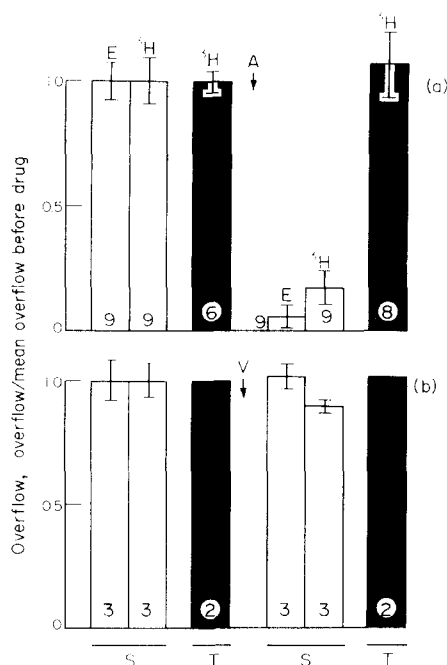 Overflow, overflow/mean overflow before drug
E ³H ³H A ³H
(a)
1.0
0.5
E ³H
9 9 6 9 9 8
0
V
(b)
1.0
0.5
3 3 2 3 3 2
0
S T S T